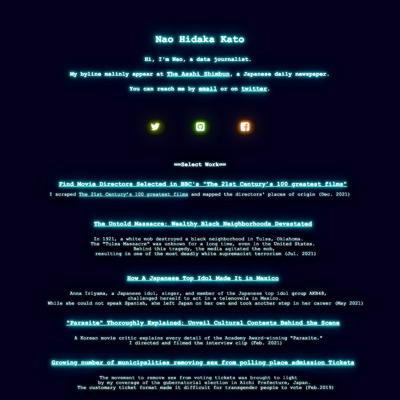 Nao Hidaka Kato
Hi, I'm Nao, a data journalist.
My byline mainly appear at The Asahi Shimbun, a Japanese daily newspaper.
You can reach me by email or on twitter.
==Select Work==
Find Movie Directors Selected in BBC's "The 21st Century's 100 greatest films"
I scraped The 21st Century's 100 greatest films and mapped the directors' places of origin (Dec. 2021)
The Untold Massacre: Wealthy Black Neighborhoods Devastated
In 1921, a white mob destroyed a black neighborhood in Tulsa, Oklahoma.
The "Tulsa Massacre" was unknown for a long time, even in the United States.
Behind this tragedy, the media agitated the mob,
resulting in one of the most deadly white supremacist terrorism (Jul. 2021)
How A Japanese Top Idol Made It in Mexico
Anna Iriyama, a Japanese idol, singer, and member of the Japanese top idol group AKB48,
challenged herself to act in a telenovela in Mexico.
While she could not speak Spanish, she left Japan on her own and took another step in her career (May 2021)
"Parasite" Thoroughly Explained: Unveil Cultural Contexts Behind the Scene
A Korean movie critic explains every detail of the Academy Award-winning "Parasite."
I directed and filmed the interview clip (Feb. 2021)
Growing number of municipalities removing sex from polling place admission Tickets
The movement to remove sex from voting tickets was brought to light
by my coverage of the gubernatorial election in Aichi Prefecture, Japan.
The customary ticket format made it difficult for transgender people to vote (Feb.2019)